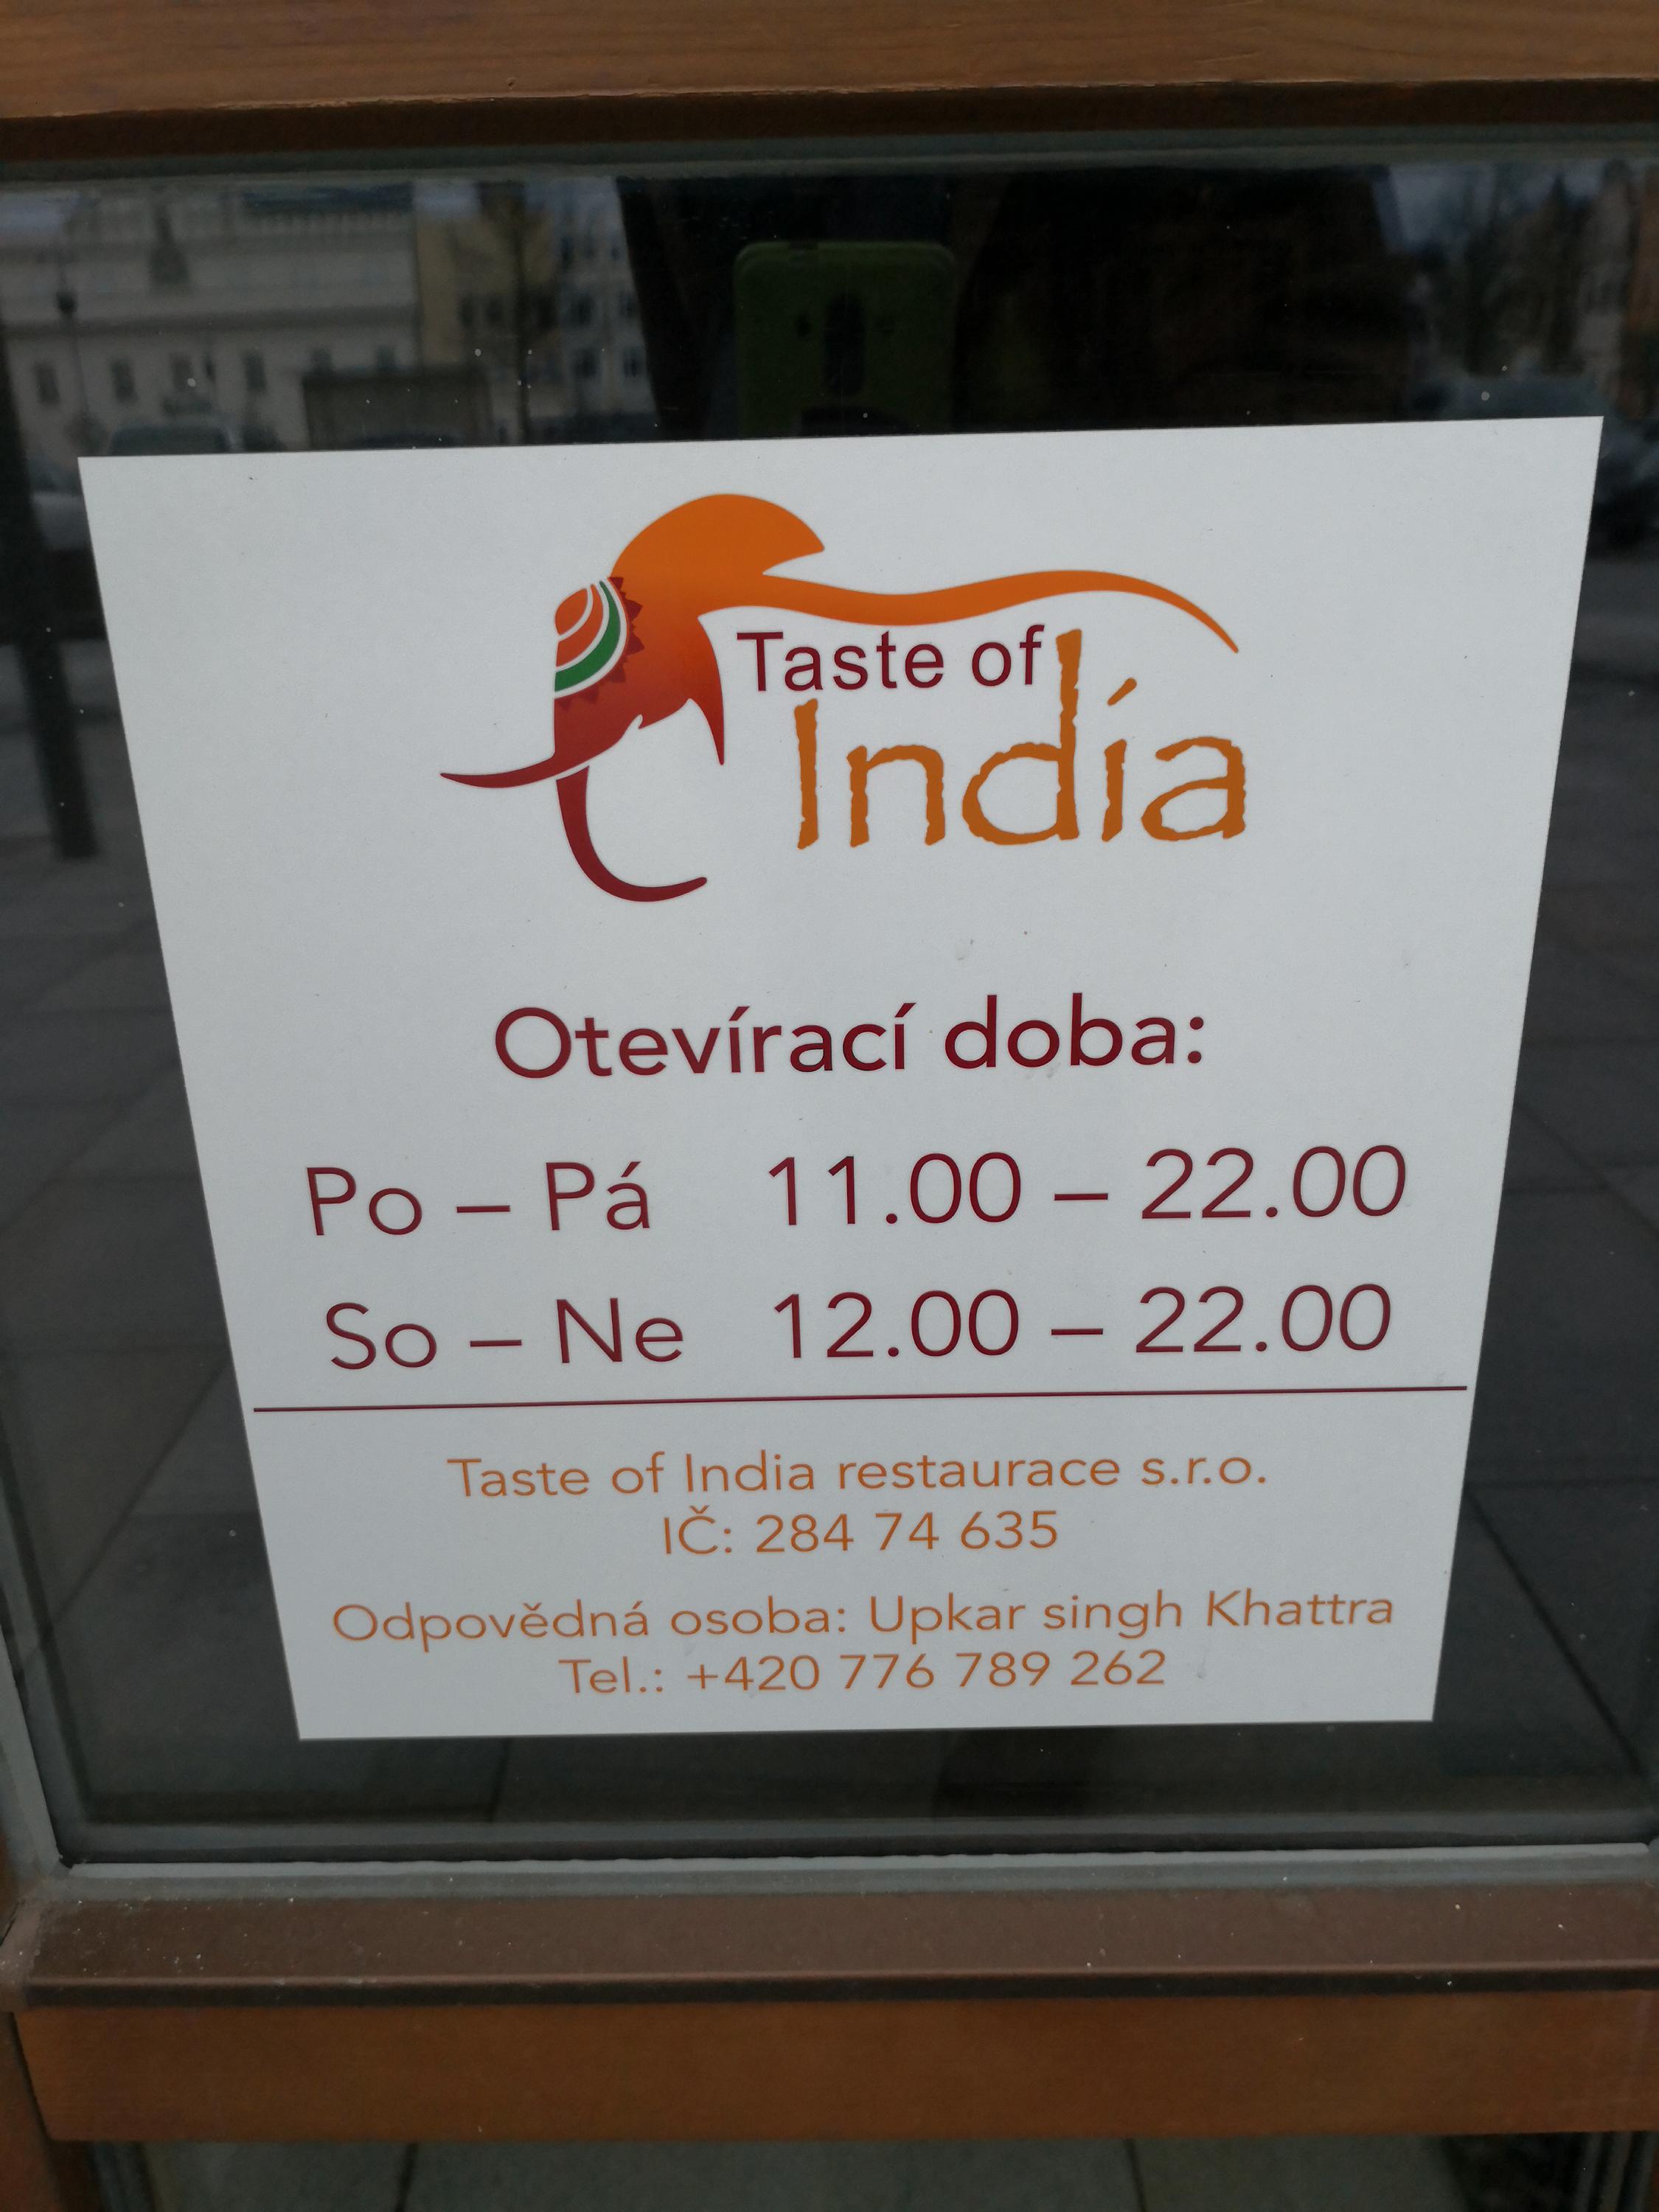 Taste of
India
Otevírací doba:
Po – Pá 11.00 – 22.00
So – Ne 12.00 – 22.00
Taste of India restaurace s.r.o.
IČ: 284 74 635
Odpovědná osoba: Upkar singh Khattra
Tel.: +420 776 789 262